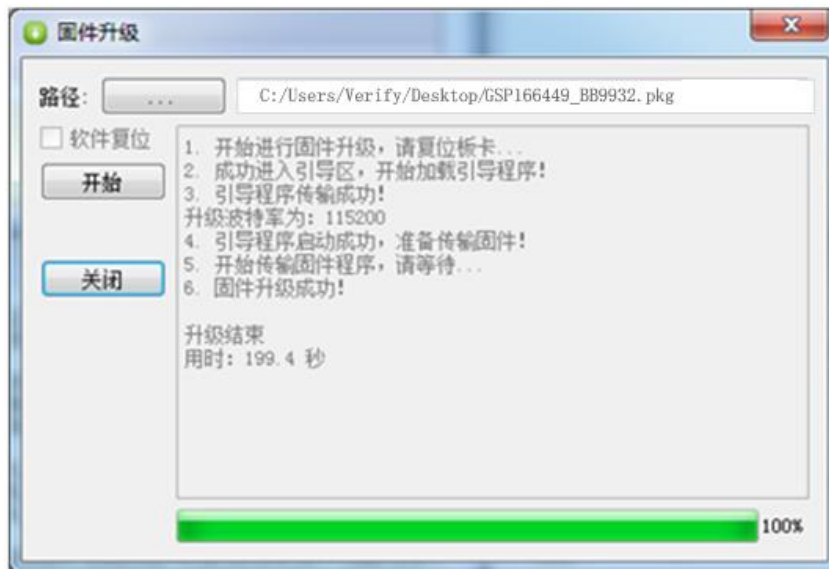 固件升级
路径: ... C:/Users/Verify/Desktop/GSP166449_BB9932.pkg
软件复位
开始
关闭
1. 开始进行固件升级，请复位板卡...
2. 成功进入引导区，开始加载引导程序!
3. 引导程序传输成功!
升级波特率为: 115200
4. 引导程序启动成功，准备传输固件!
5. 开始传输固件程序，请等待...
6. 固件升级成功!
升级结束
用时: 199.4 秒
100%